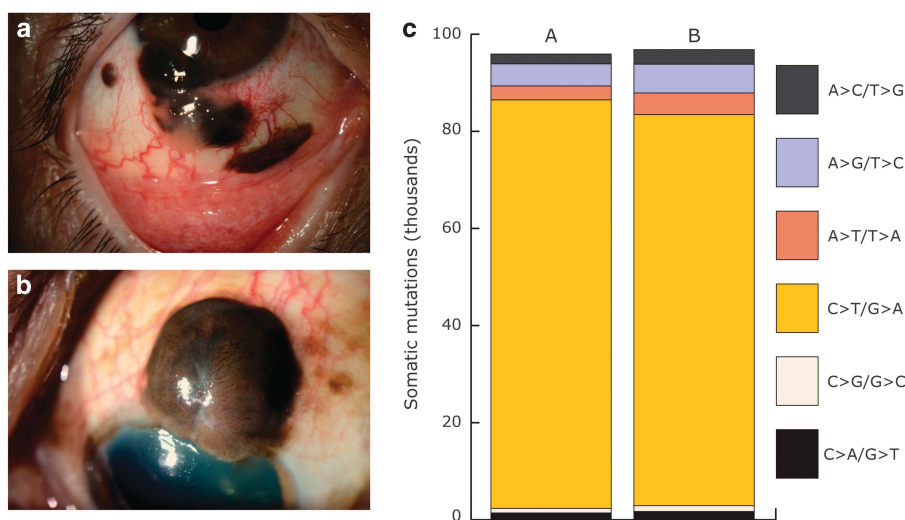 a
b
c
Somatic mutations (thousands)
100
80
60
40
20
0
A
B
A>C/T>G
A>G/T>C
A>T/T>A
C>T/G>A
C>G/G>C
C>A/G>T